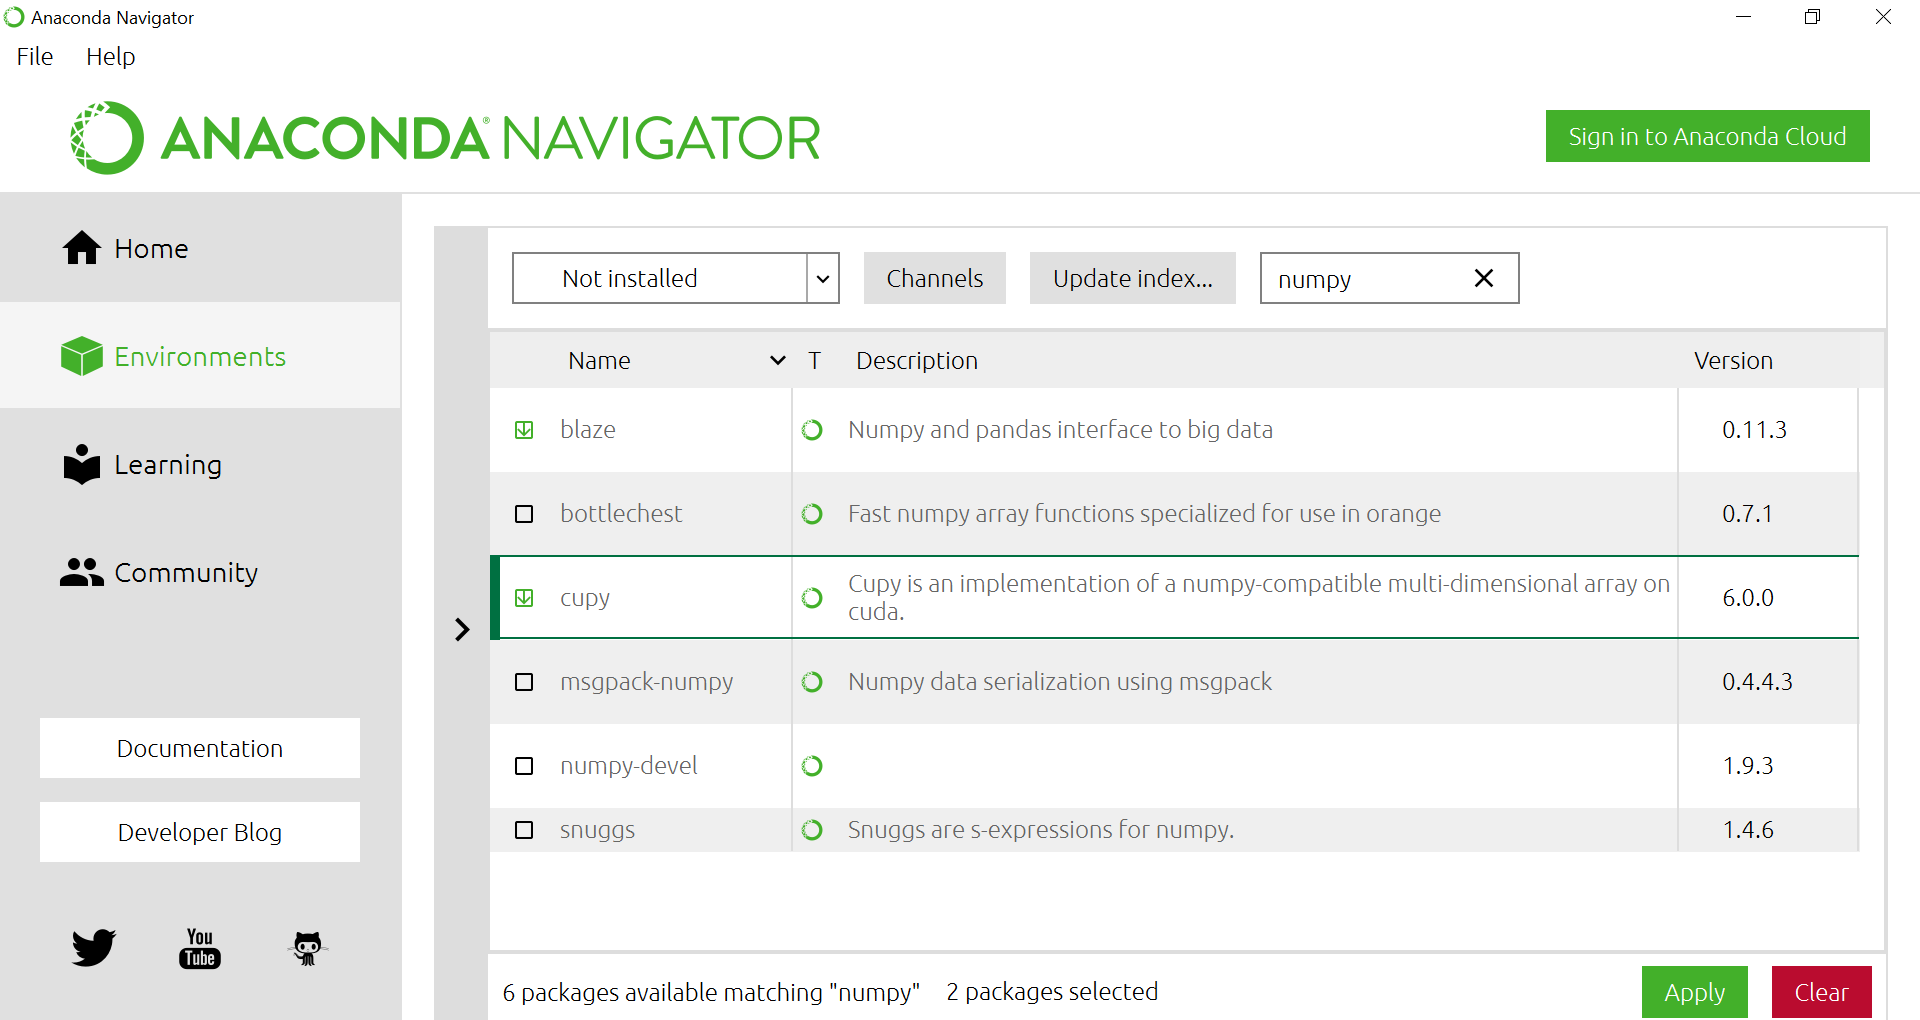 Anaconda Navigator
File Help
ANACONDA® NAVIGATOR
Sign in to Anaconda Cloud
Home
Environments
Learning
Community
Documentation
Developer Blog
You
Tube
Not installed
Channels
Update index...
numpy
Name T Description Version
blaze Numpy and pandas interface to big data 0.11.3
bottlechest Fast numpy array functions specialized for use in orange 0.7.1
cupy Cupy is an implementation of a numpy-compatible multi-dimensional array on
cuda. 6.0.0
msgpack-numpy Numpy data serialization using msgpack 0.4.4.3
numpy-devel 1.9.3
snuggs Snuggs are s-expressions for numpy. 1.4.6
6 packages available matching "numpy" 2 packages selected
Apply Clear